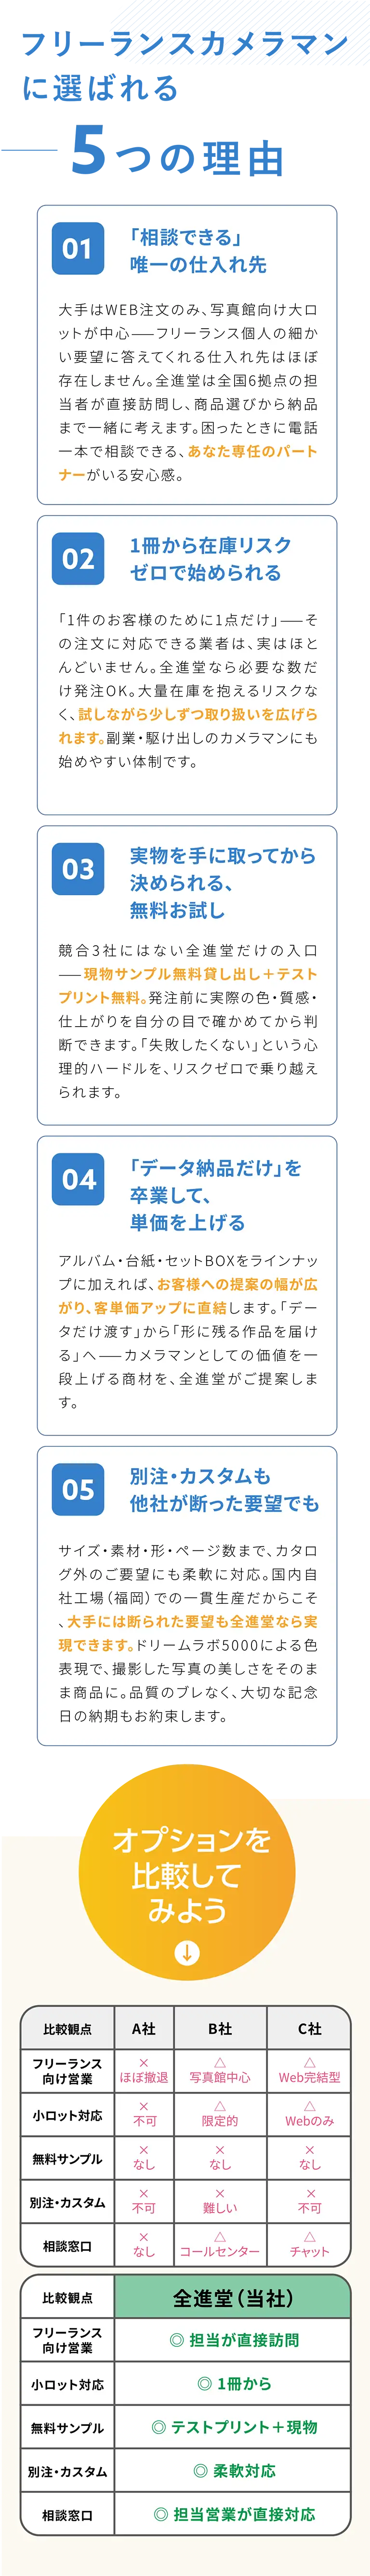 フリーランスカメラマン
に選ばれる
5つの理由
01
「相談できる」
唯一の仕入れ先
大手はWEB注文のみ、写真館向け大ロ
ットが中心——フリーランス個人の細か
い要望に答えてくれる仕入れ先はほぼ
存在しません。全進堂は全国6拠点の担
当者が直接訪問し、商品選びから納品
まで一緒に考えます。困ったときに電話
一本で相談できる、あなた専任のパート
ナーがいる安心感。
02
1冊から在庫リスク
ゼロで始められる
「1件のお客様のために1点だけ」——そ
の注文に対応できる業者は、実はほと
んどいません。全進堂なら必要な数だ
け発注OK。大量在庫を抱えるリスクな
く、試しながら少しずつ取り扱いを広げら
れます。副業・駆け出しのカメラマンにも
始めやすい体制です。
03
実物を手に取ってから
決められる、
無料お試し
競合3社にはない全進堂だけの入口
——現物サンプル無料貸し出し＋テスト
プリント無料。発注前に実際の色・質感・
仕上がりを自分の目で確かめてから判
断できます。「失敗したくない」という心
理的ハードルを、リスクゼロで乗り越え
られます。
04
「データ納品だけ」を
卒業して、
単価を上げる
アルバム・台紙・セットBOXをラインナッ
プに加えれば、お客様への提案の幅が広
がり、客単価アップに直結します。「デー
タだけ渡す」から「形に残る作品を届け
る」へ——カメラマンとしての価値を一
段上げる商材を、全進堂がご提案しま
す。
05
別注・カスタムも
他社が断った要望でも
サイズ・素材・形・ページ数まで、カタロ
グ外のご要望にも柔軟に対応。国内自
社工場（福岡）での一貫生産だからこそ
、大手には断られた要望も全進堂なら実
現できます。ドリームラボ5000による色
表現で、撮影した写真の美しさをそのま
ま商品に。品質のブレなく、大切な記念
日の納期もお約束します。
オプションを
比較して
みよう
↓
比較観点 A社 B社 C社
フリーランス
向け営業
× △ △
ほぼ撤退 写真館中心 Web完結型
小ロット対応
× △ △
不可 限定的 Webのみ
無料サンプル
× × ×
なし なし なし
別注・カスタム
× × ×
不可 難しい 不可
相談窓口
× △ △
なし コールセンター チャット
比較観点 全進堂（当社）
フリーランス
向け営業
◎ 担当が直接訪問
小ロット対応 ◎ 1冊から
無料サンプル ◎ テストプリント＋現物
別注・カスタム ◎ 柔軟対応
相談窓口 ◎ 担当営業が直接対応